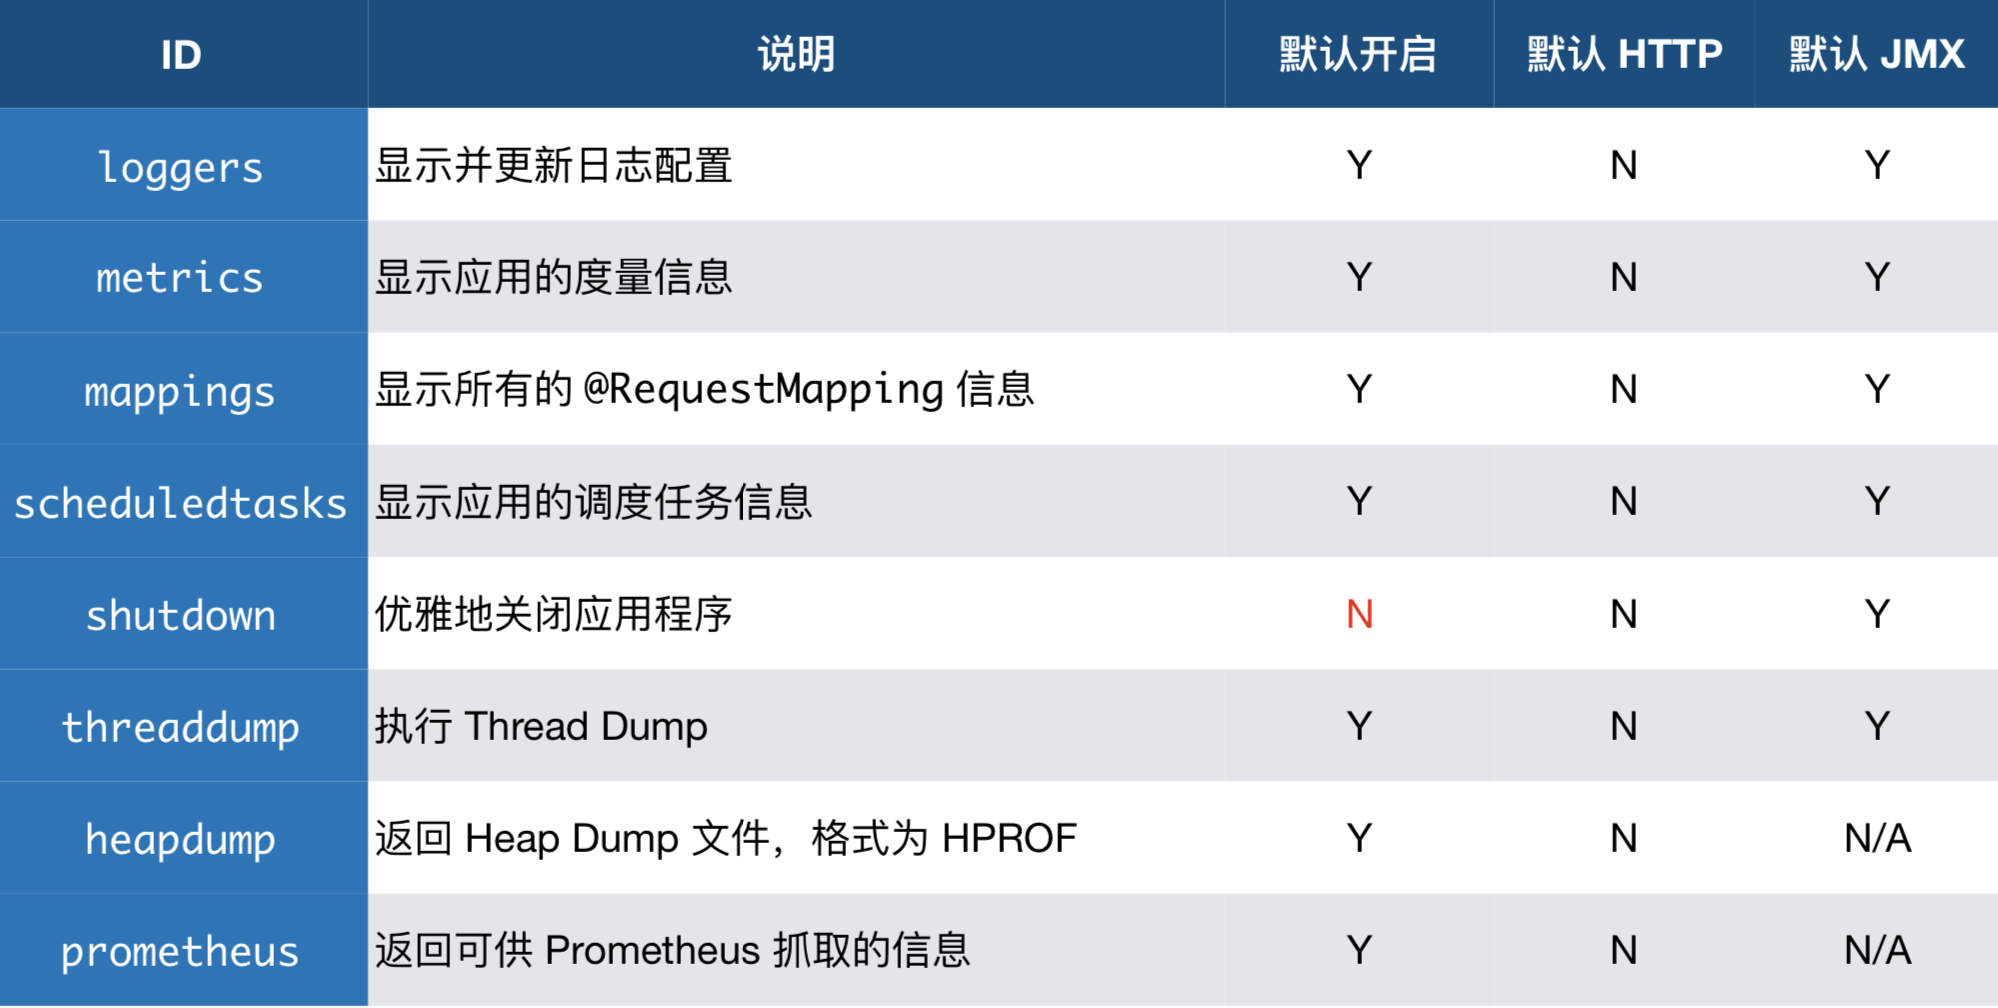 ID 说明 默认开启 默认 HTTP 默认 JMX
loggers 显示并更新日志配置 Y N Y
metrics 显示应用的度量信息 Y N Y
mappings 显示所有的 @RequestMapping 信息 Y N Y
scheduledtasks 显示应用的调度任务信息 Y N Y
shutdown 优雅地关闭应用程序 N N Y
threaddump 执行 Thread Dump Y N Y
heapdump 返回 Heap Dump 文件，格式为 HPROF Y N N/A
prometheus 返回可供 Prometheus 抓取的信息 Y N N/A